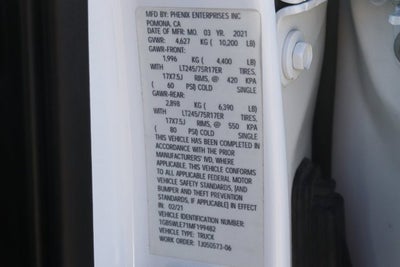 MFD BY: PHENIX ENTERPRISES INC
POMONA, CA
DATE OF MFR: MO. 03 YR. 2021
GVWR: 4,627 KG ( 10,200 LB)
GAWR-FRONT:
1,996 KG ( 4,400 LB)
WITH LT245/75R17E TIRES,
17X7.5J RIMS, @ 420 KPA
( 60 PSI) COLD SINGLE
GAWR-REAR:
2,898 KG ( 6,390 LB)
WITH LT245/75R17E TIRES,
17X7.5J RIMS, @ 550 KPA
( 80 PSI) COLD SINGLE
THIS VEHICLE HAS BEEN COMPLETED
IN ACCORDANCE WITH THE PRIOR
MANUFACTURERS' IVD, WHERE
APPLICABLE. THIS VEHICLE CONFORMS
TO ALL APPLICABLE FEDERAL MOTOR
VEHICLE SAFETY STANDARDS, [AND
BUMPER AND THEFT PREVENTION
STANDARDS, IF APPLICABLE] IN EFFECT
IN: 02/21
VEHICLE IDENTIFICATION NUMBER:
VEHICLE TYPE: TRUCK
WORK ORDER: 1J050573-06